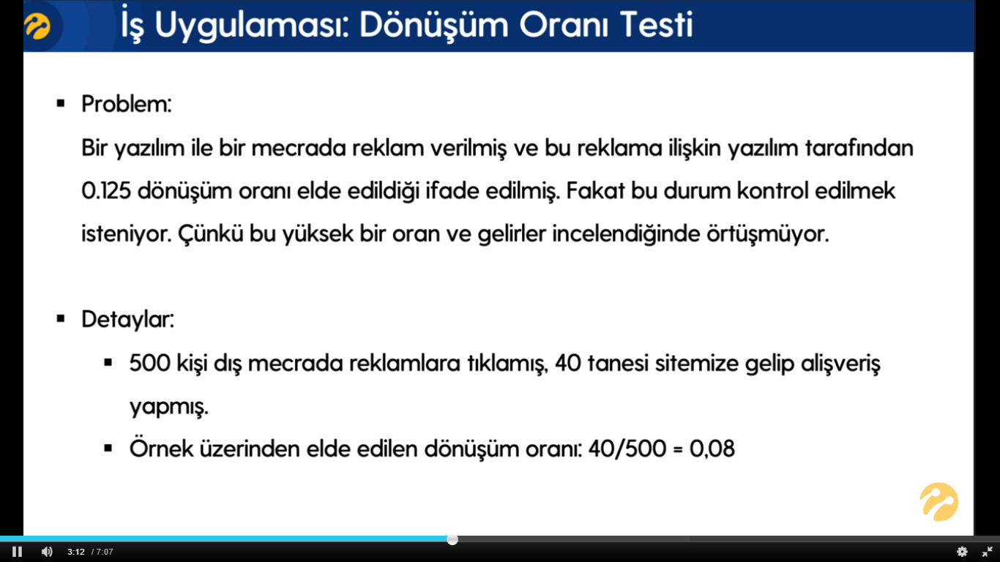 İş Uygulaması: Dönüşüm Oranı Testi
▪ Problem:
Bir yazılım ile bir mecrada reklam verilmiş ve bu reklama ilişkin yazılım tarafından
0.125 dönüşüm oranı elde edildiği ifade edilmiş. Fakat bu durum kontrol edilmek
isteniyor. Çünkü bu yüksek bir oran ve gelirler incelendiğinde örtüşmüyor.
▪ Detaylar:
▪ 500 kişi dış mecrada reklamlara tıklamış, 40 tanesi sitemize gelip alişveriş
yapmış.
▪ Örnek üzerinden elde edilen dönüşüm oranı: 40/500 = 0,08
3:12 / 7:07